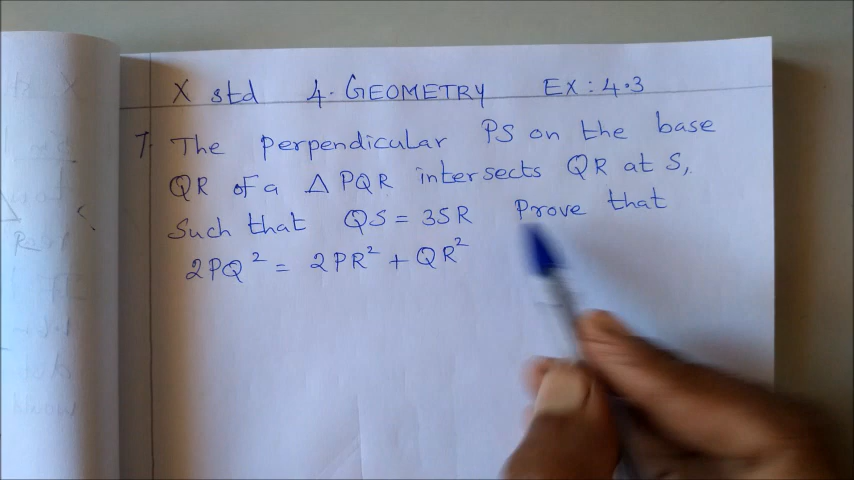 X std 4. GEOMETRY EX: 4.3
7. The perpendicular PS on the base
QR of a Δ PQR intersects QR at S,
Such that QS = 3SR Prove that
2PQ² = 2PR² + QR²